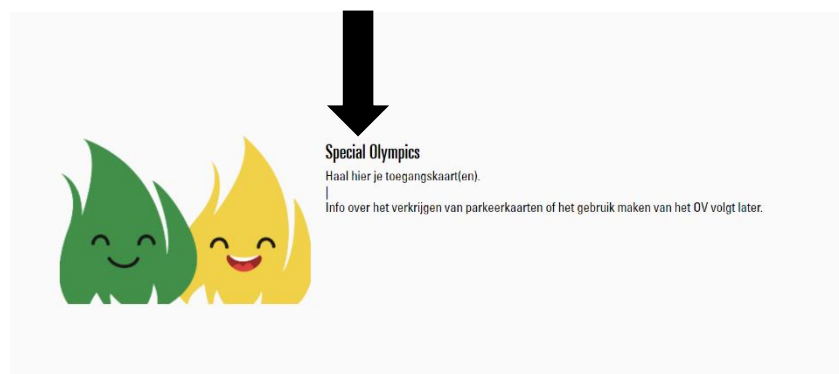 Special Olympics
Haal hier je toegangskaart(en).
Info over het verkrijgen van parkeerkaarten of het gebruik maken van het OV volgt later.